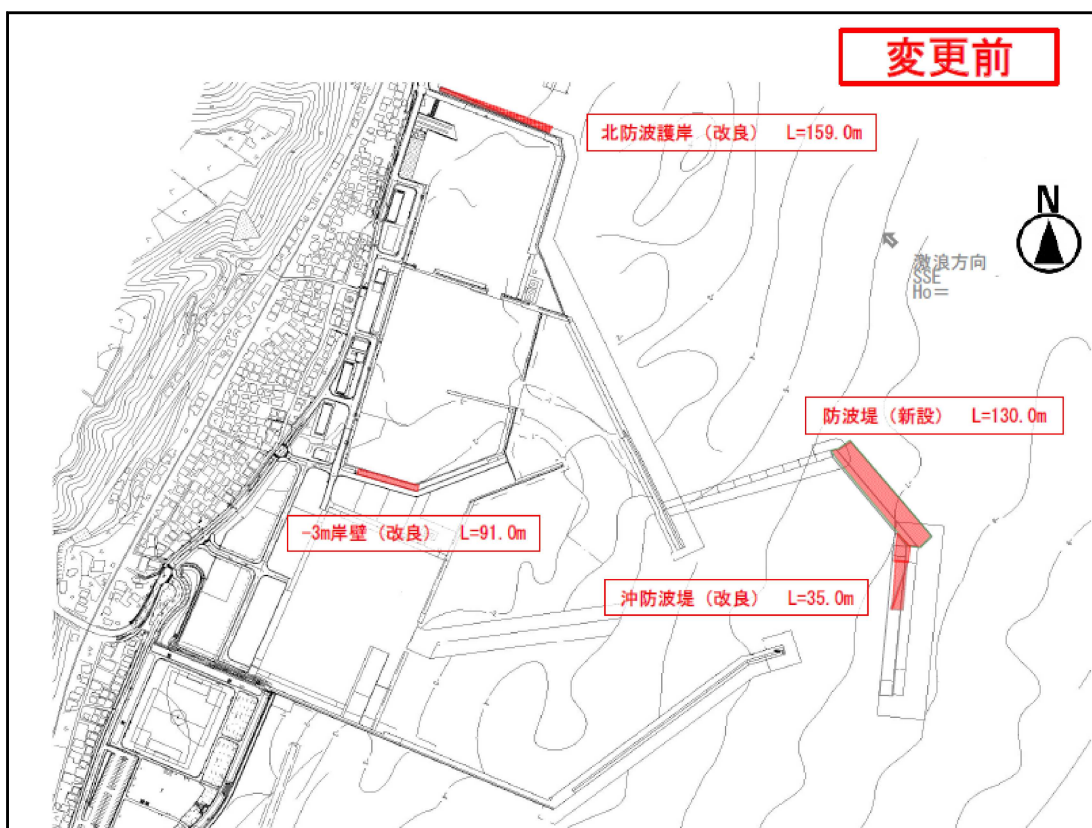 変更前
北防波護岸（改良）　L=159.0m
N
激浪方向
SSE
Ho＝
防波堤（新設）　L=130.0m
-3m岸壁（改良）　L=91.0m
沖防波堤（改良）　L=35.0m